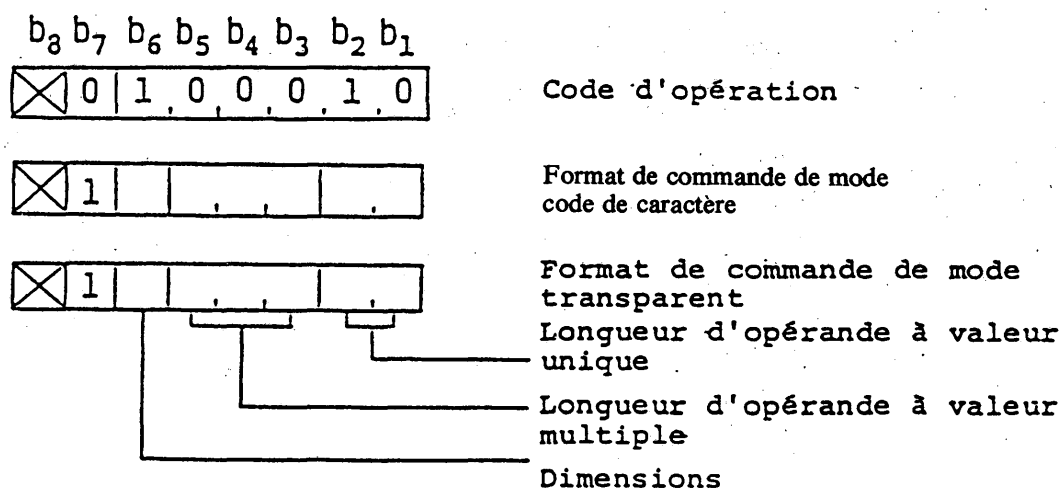 b8 b7 b6 b5 b4 b3 b2 b1
0 1 0 0 0 1 0 Code d'opération
1 Format de commande de mode
code de caractère
1 Format de commande de mode
transparent
Longueur d'opérande à valeur
unique
Longueur d'opérande à valeur
multiple
Dimensions